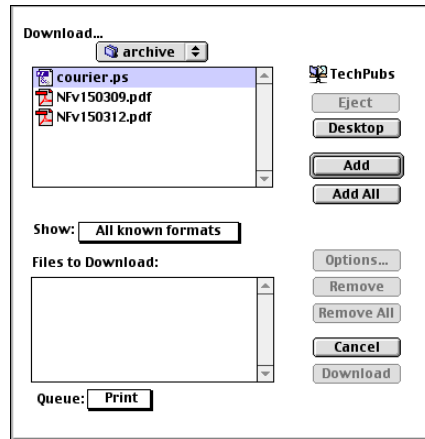 Download...
archive
courier.ps
NFv150309.pdf
NFv150312.pdf
TechPubs
Eject
Desktop
Add
Add All
Show: All known formats
Files to Download:
Options...
Remove
Remove All
Cancel
Download
Queue: Print